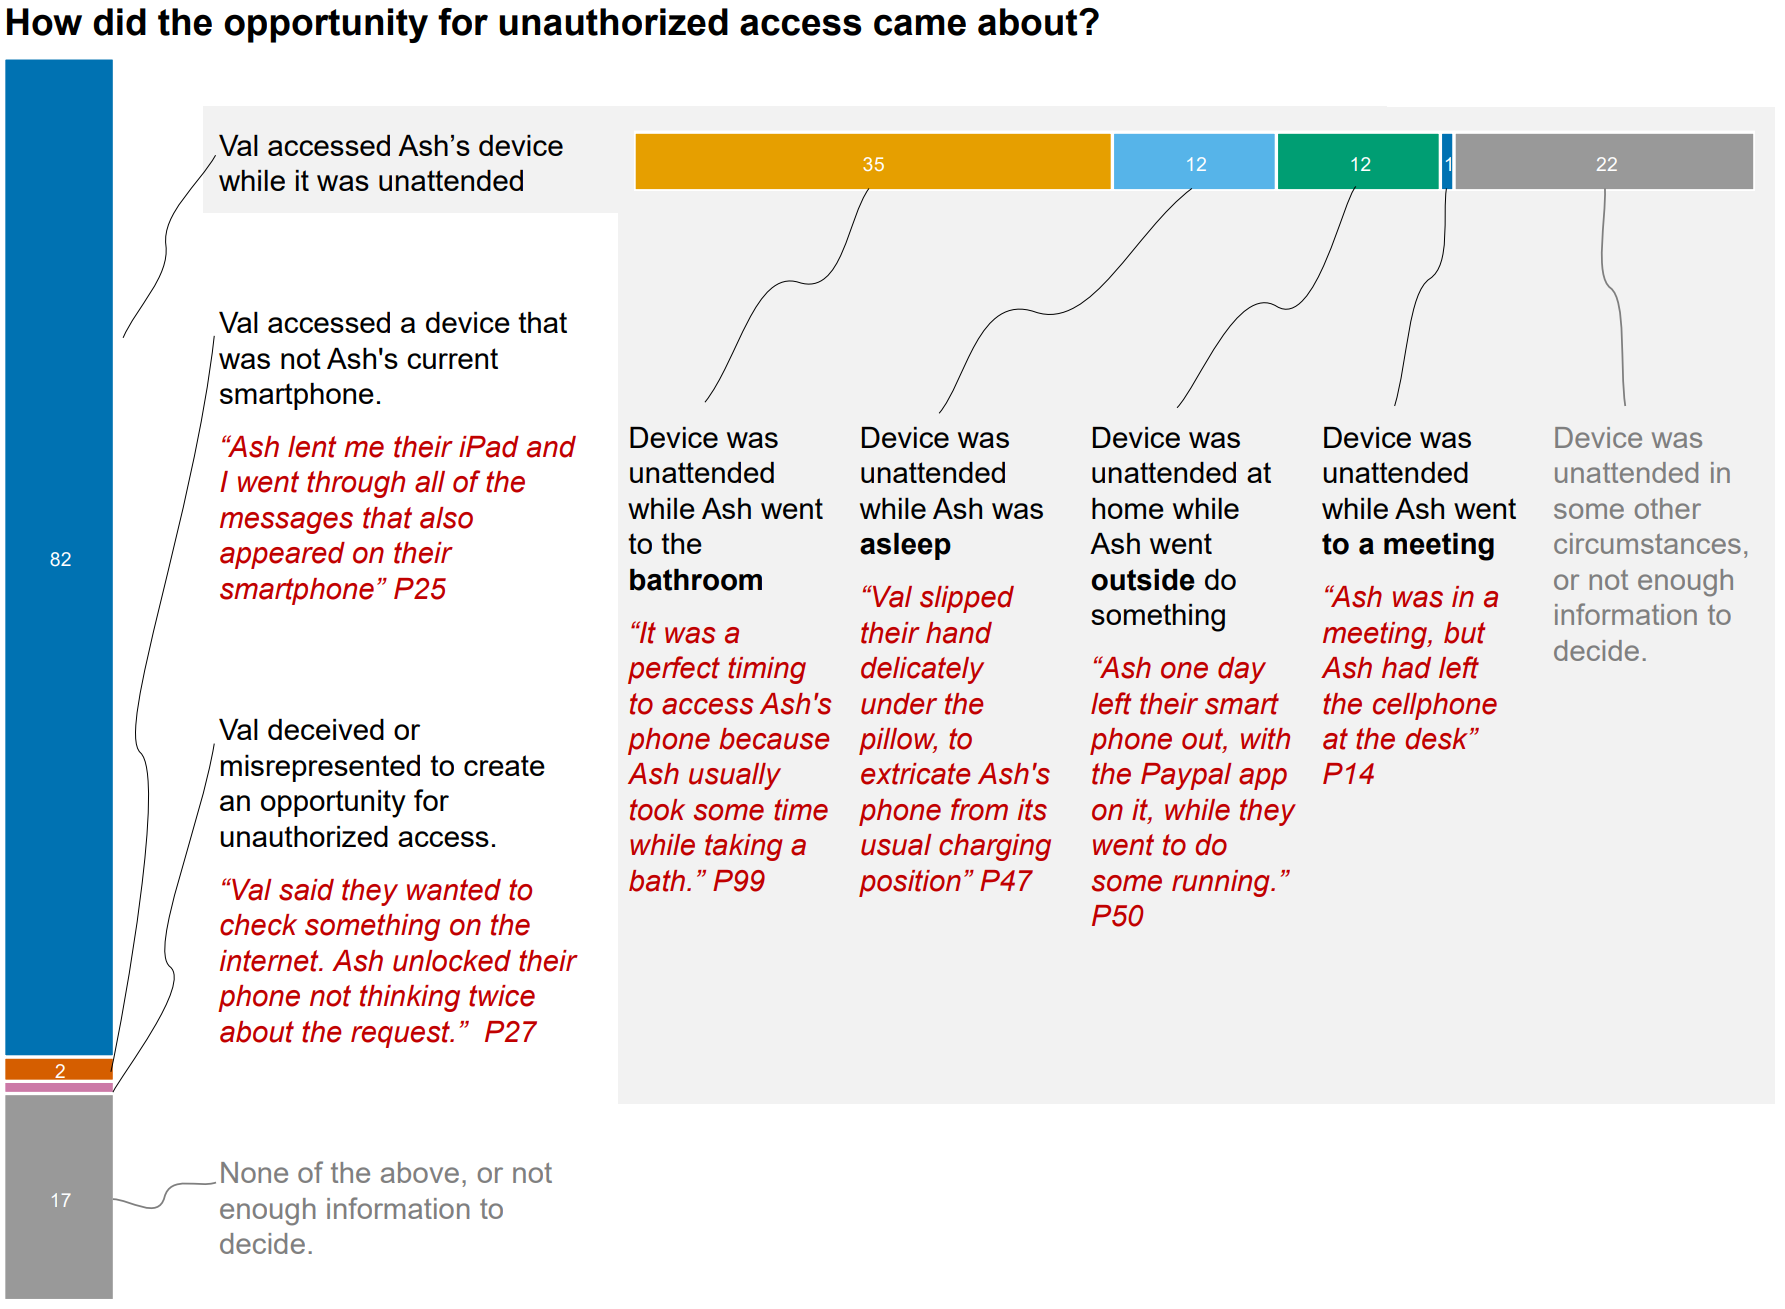 How did the opportunity for unauthorized access came about?
82
2
17
Val accessed Ash’s device
while it was unattended
Val accessed a device that
was not Ash's current
smartphone.
“Ash lent me their iPad and
I went through all of the
messages that also
appeared on their
smartphone” P25
Val deceived or
misrepresented to create
an opportunity for
unauthorized access.
“Val said they wanted to
check something on the
internet. Ash unlocked their
phone not thinking twice
about the request.”  P27
None of the above, or not
enough information to
decide.
35
12
12
1
22
Device was
unattended
while Ash went
to the
bathroom
“It was a
perfect timing
to access Ash's
phone because
Ash usually
took some time
while taking a
bath.” P99
Device was
unattended
while Ash was
asleep
“Val slipped
their hand
delicately
under the
pillow, to
extricate Ash's
phone from its
usual charging
position” P47
Device was
unattended at
home while
Ash went
outside do
something
“Ash one day
left their smart
phone out, with
the Paypal app
on it, while they
went to do
some running.”
P50
Device was
unattended
while Ash went
to a meeting
“Ash was in a
meeting, but
Ash had left
the cellphone
at the desk”
P14
Device was
unattended in
some other
circumstances,
or not enough
information to
decide.